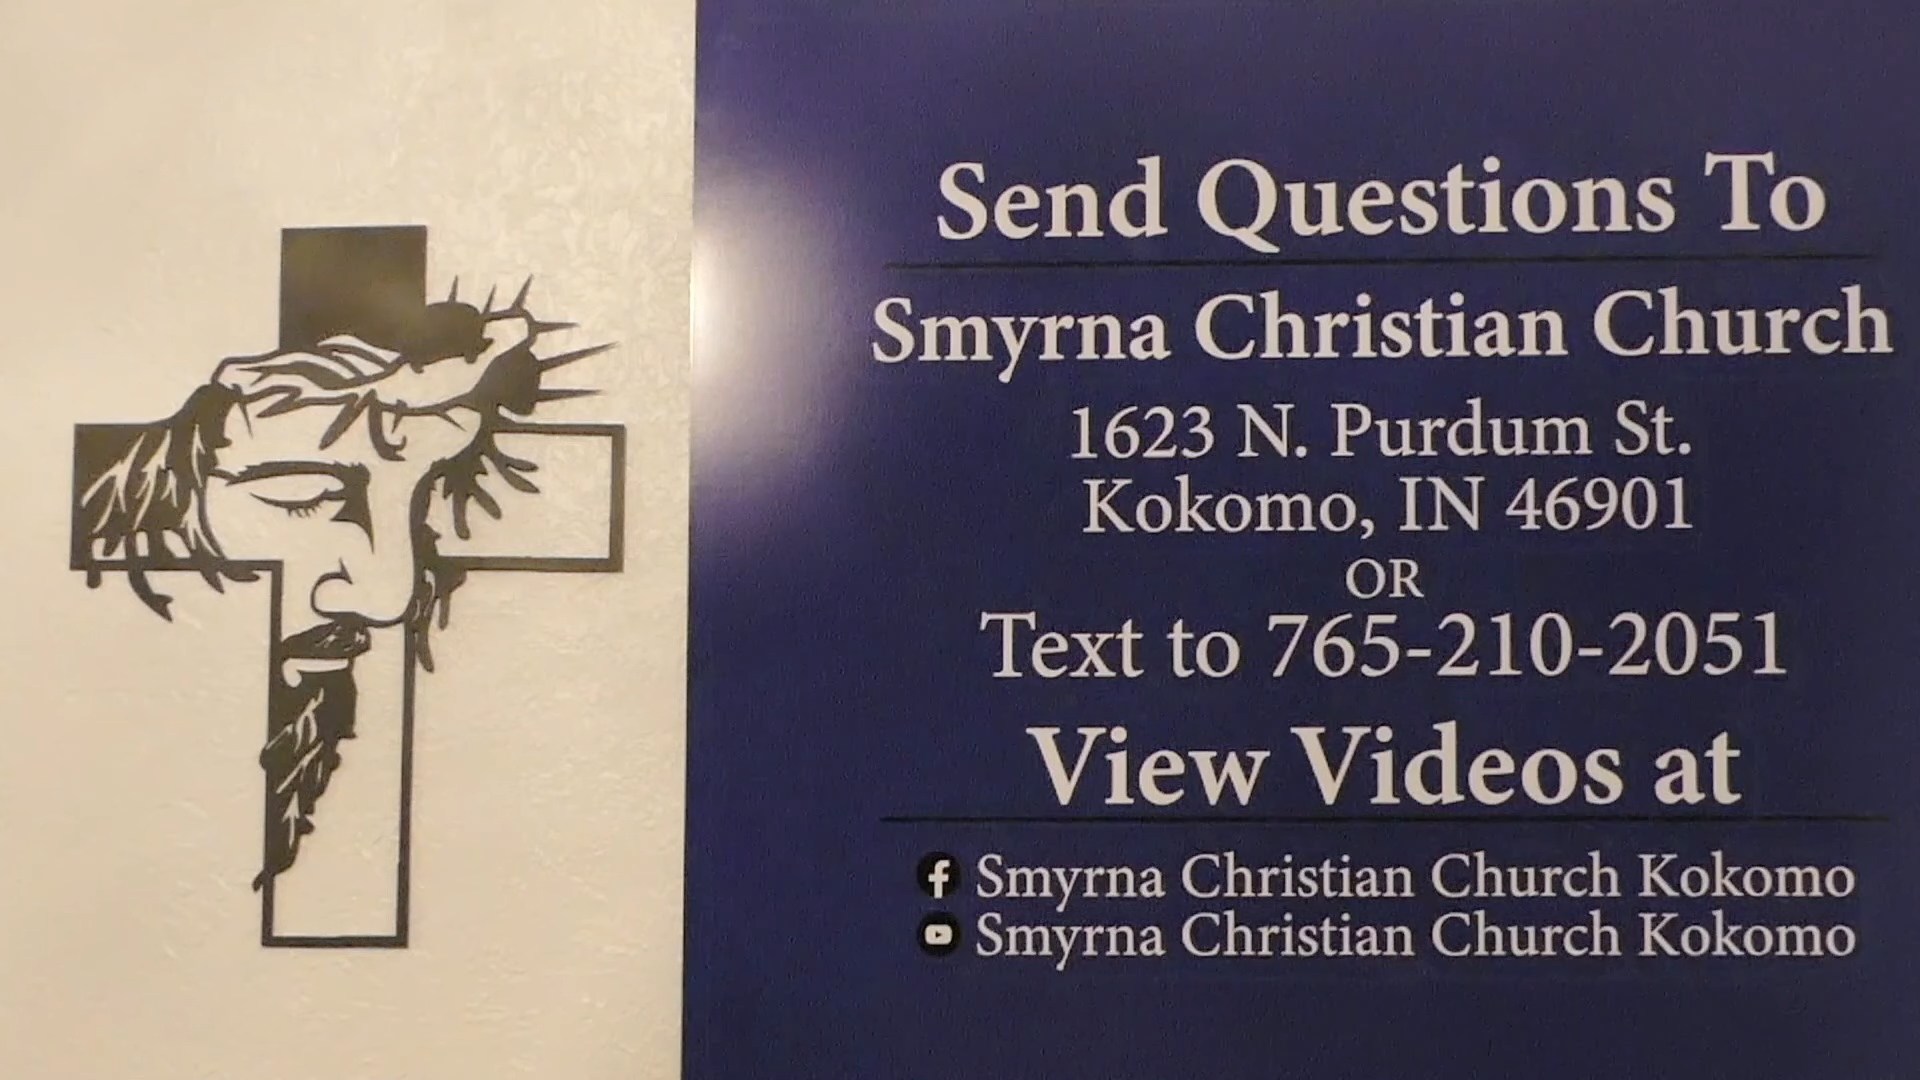 Send Questions To
Smyrna Christian Church
1623 N. Purdum St.
Kokomo, IN 46901
OR
Text to 765-210-2051
View Videos at
Smyrna Christian Church Kokomo
Smyrna Christian Church Kokomo